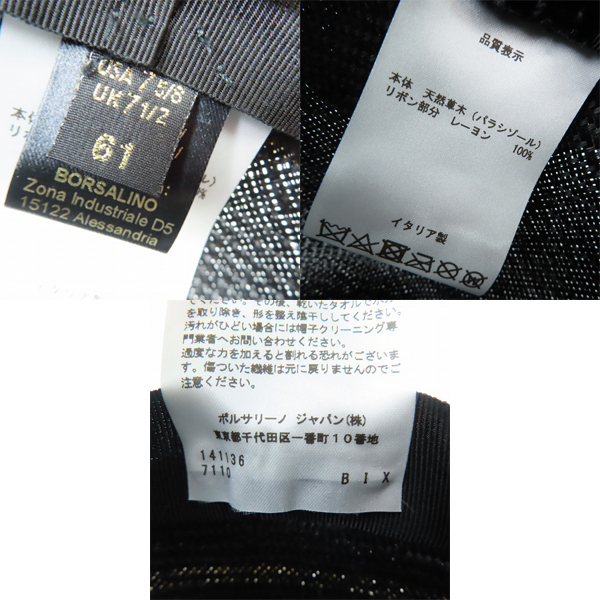 USA 7 5/8
UK 7 1/2
61
BORSALINO
Zona Industriale D5
15122 Alessandria
品質表示
本体 天然草木(パラシゾール)
リボン部分 レーヨン 100%
イタリア製
を取り除き、形を整え陰干ししてください。
汚れがひどい場合には帽子クリーニング専
門業者へお問い合わせください。
過度な力を加えると割れる恐れがございま
す。傷ついた繊維は元に戻りませんのでご
注意ください。
ボルサリーノ ジャパン(株)
東京都千代田区一番町10番地
141136
7110 BIX